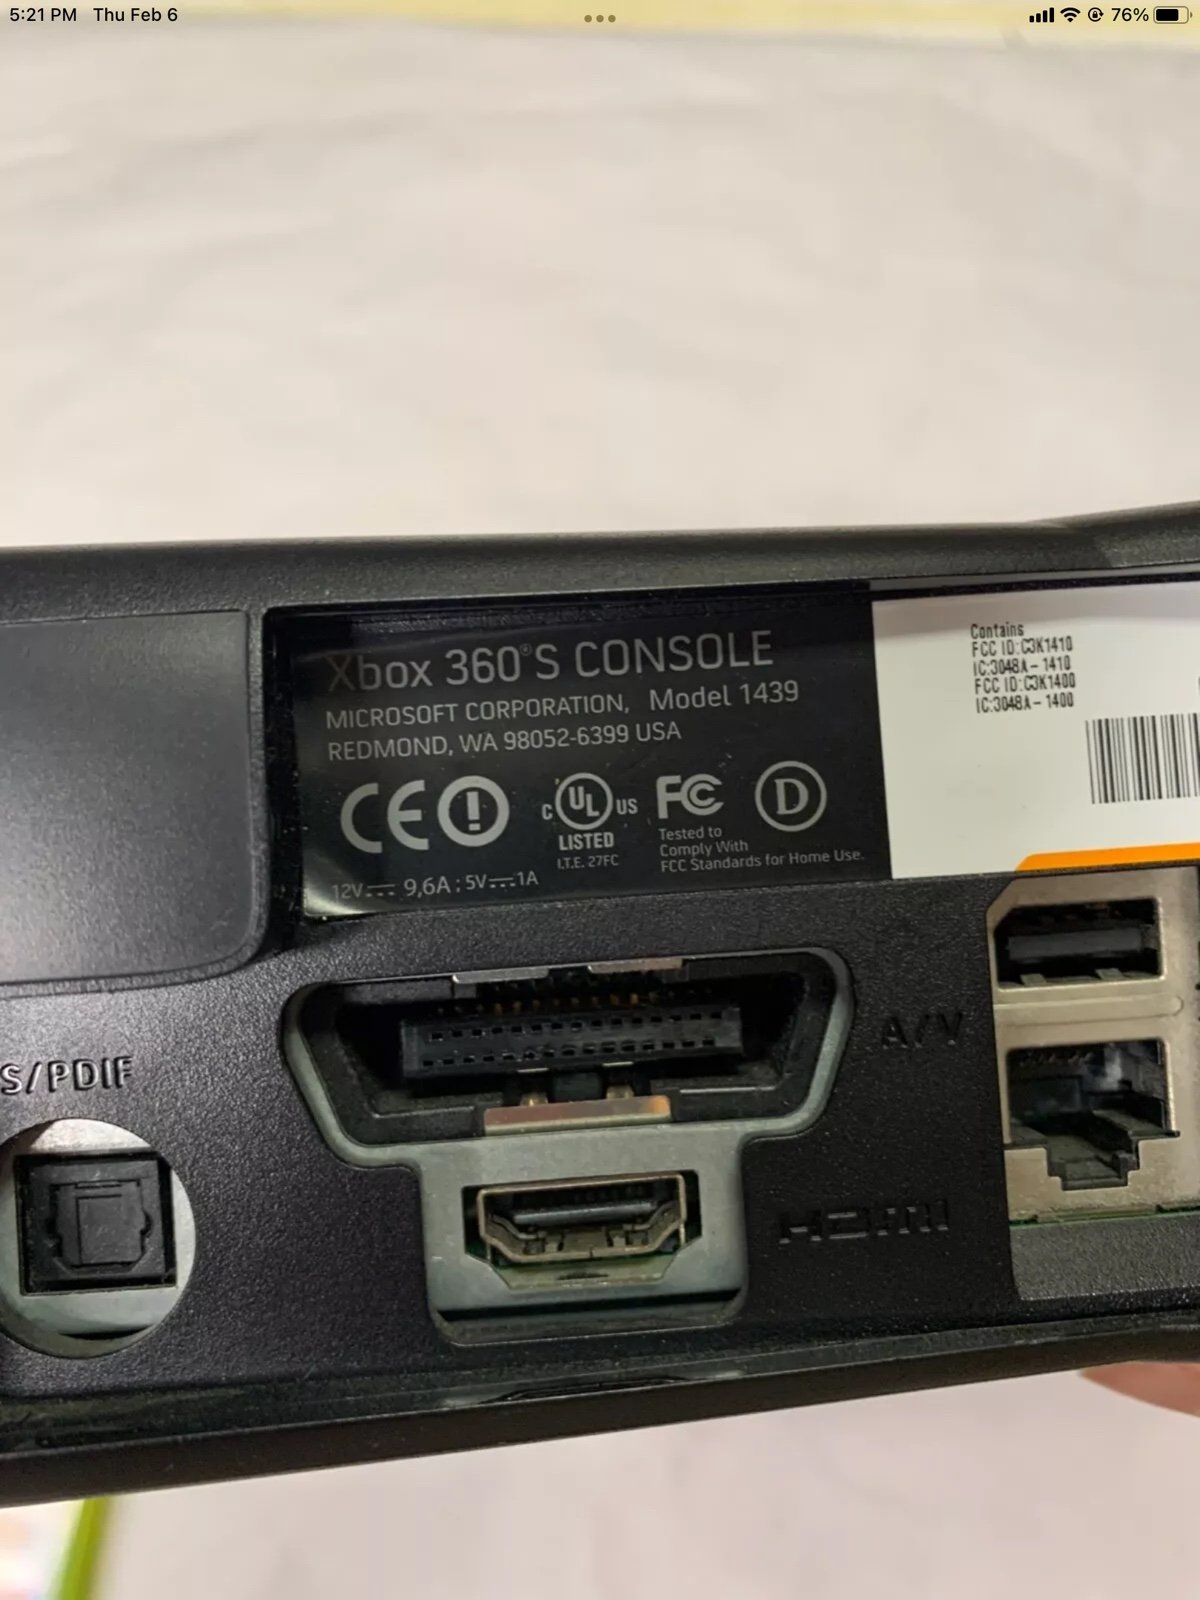 5:21 PM Thu Feb 6
76%
Xbox 360® S CONSOLE
MICROSOFT CORPORATION, Model 1439
REDMOND, WA 98052-6399 USA
CE
C UL US
LISTED
I.T.E. 27FC
FC
Tested to
Comply With
FCC Standards for Home Use.
D
12V⎓ 9,6A : 5V⎓1A
Contains
FCC ID:C3K1410
IC:3048A-1410
FCC ID:C3K1400
IC:3048A-1400
S/PDIF
A/V
HDMI